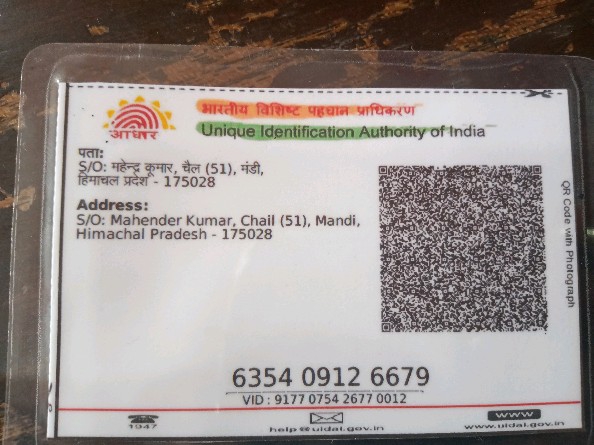 भारतीय विशिष्ट पहचान प्राधिकरण
आधार
Unique Identification Authority of India
पता:
S/O: महेन्द्र कूमार, चैल (51), मंडी,
हिमाचल प्रदेश - 175028
Address:
S/O: Mahender Kumar, Chail (51), Mandi,
Himachal Pradesh - 175028
QR Code with Photograph
6354 0912 6679
VID : 9177 0754 2677 0012
1947
help@uidai.gov.in
www
www.uidai.gov.in